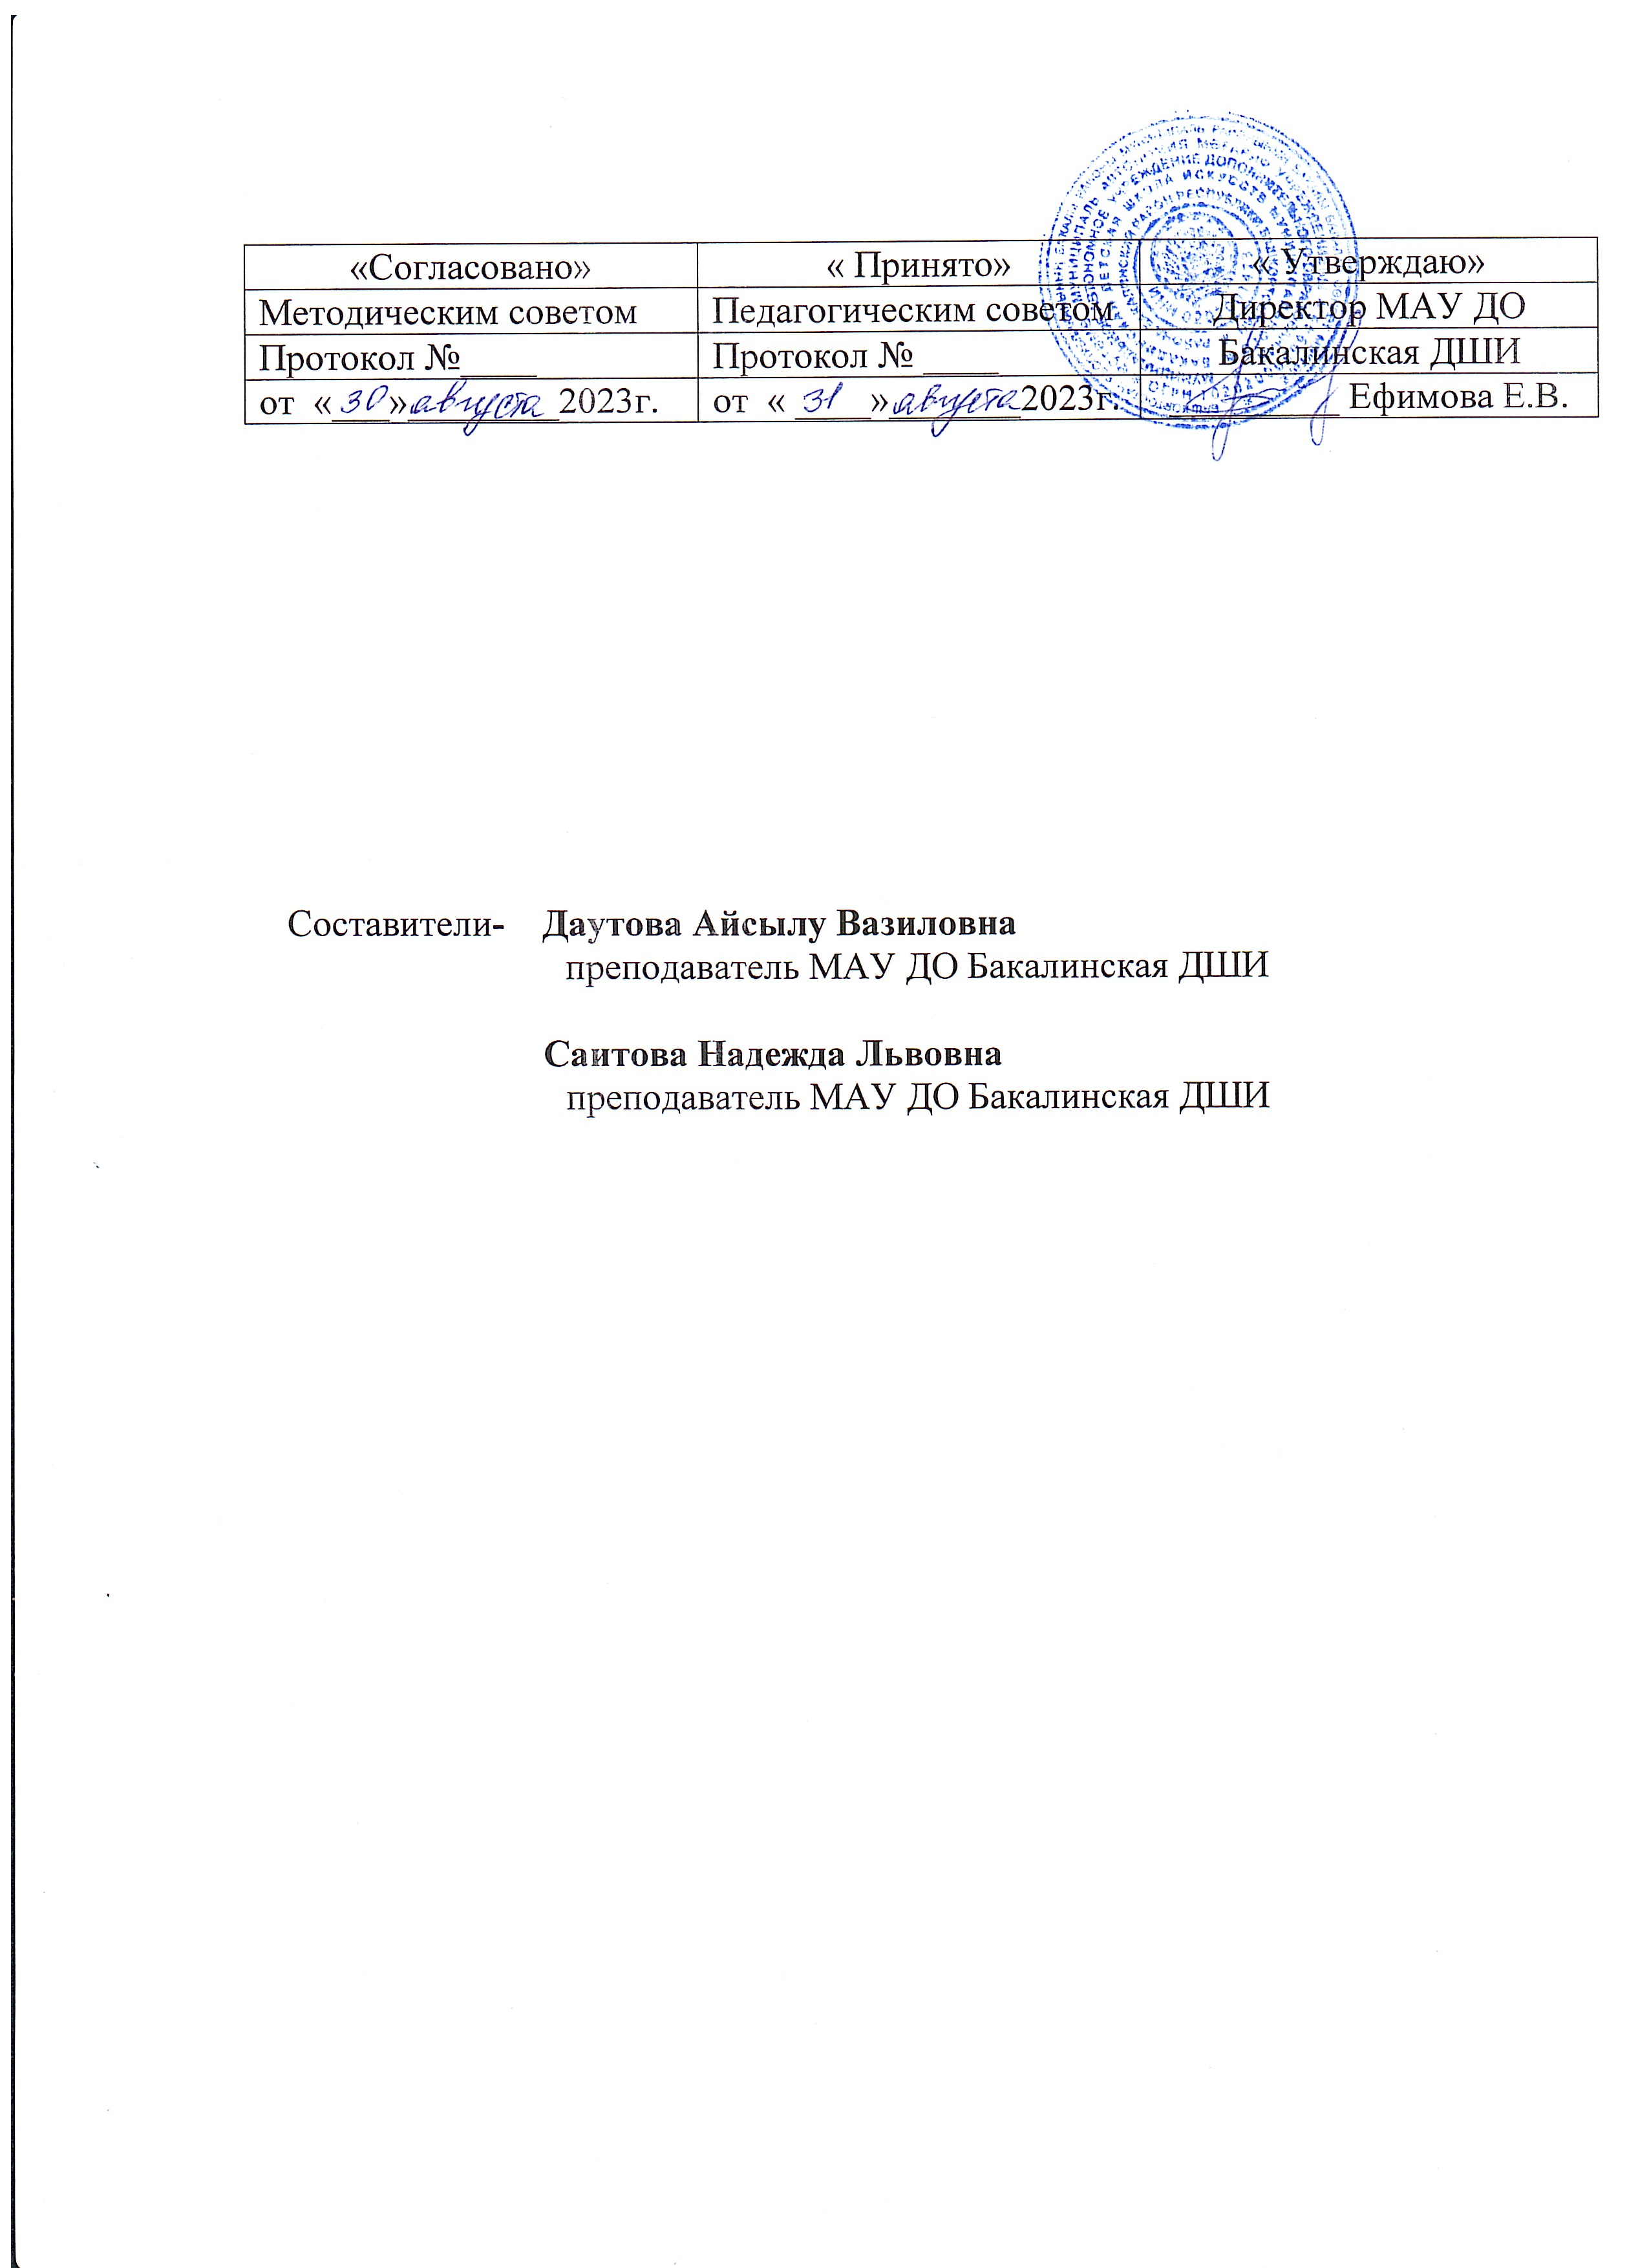 «Согласовано» « Принято» « Утверждаю»
Методическим советом Педагогическим советом Директор МАУ ДО
Протокол №____ Протокол № ____ Бакалинская ДШИ
от «30» августа 2023г. от « 31 » августа 2023г. _________ Ефимова Е.В.
Составители- Даутова Айсылу Вазиловна
преподаватель МАУ ДО Бакалинская ДШИ
Саитова Надежда Львовна
преподаватель МАУ ДО Бакалинская ДШИ